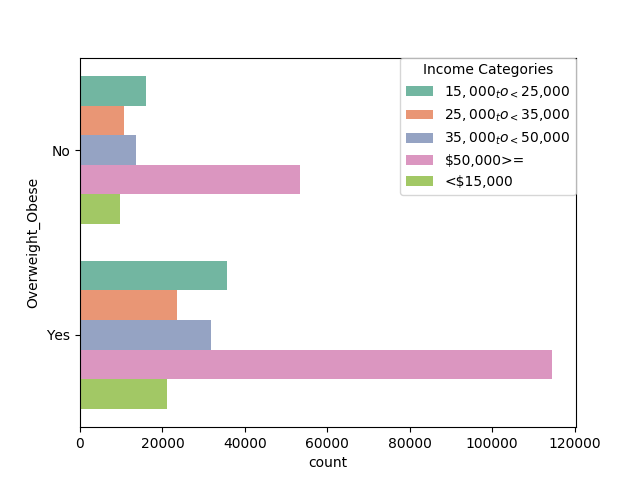 Income Categories
15,000to<25,000
25,000to<35,000
35,000to<50,000
$50,000>=
<$15,000
No
Yes
Overweight_Obese
0
20000
40000
60000
80000
100000
120000
count